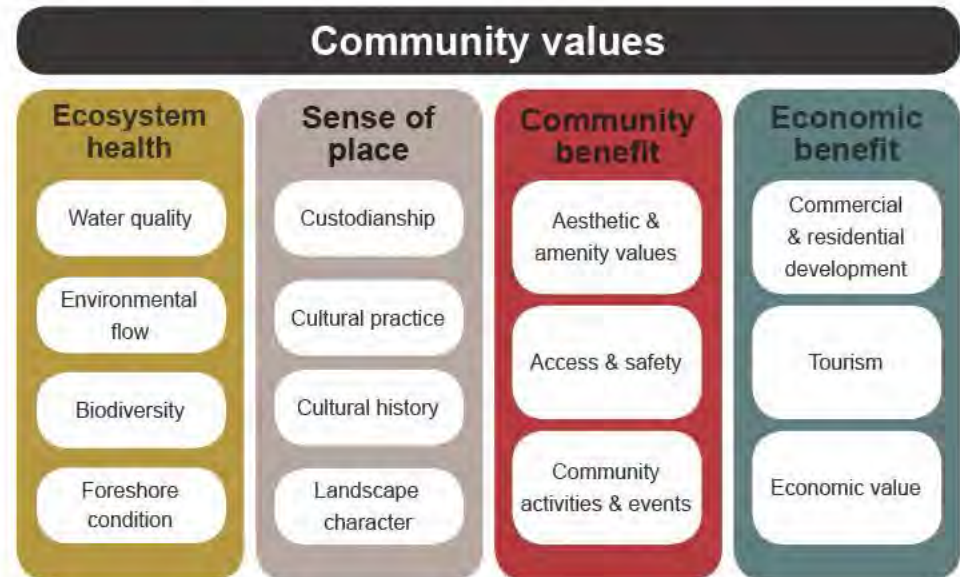 Community values
Ecosystem
health
Water quality
Environmental
flow
Biodiversity
Foreshore
condition
Sense of
place
Custodianship
Cultural practice
Cultural history
Landscape
character
Community
benefit
Aesthetic &
amenity values
Access & safety
Community
activities & events
Economic
benefit
Commercial
& residential
development
Tourism
Economic value